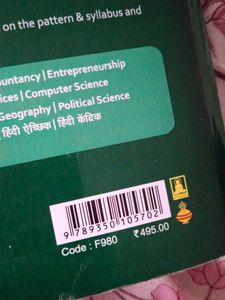 on the pattern & syllabus and
ountancy | Entrepreneurship
ices | Computer Science
Geography | Political Science
हिंदी ऐच्छिक | हिंदी केंद्रिक
9 789350 105702
Code : F980 ₹495.00